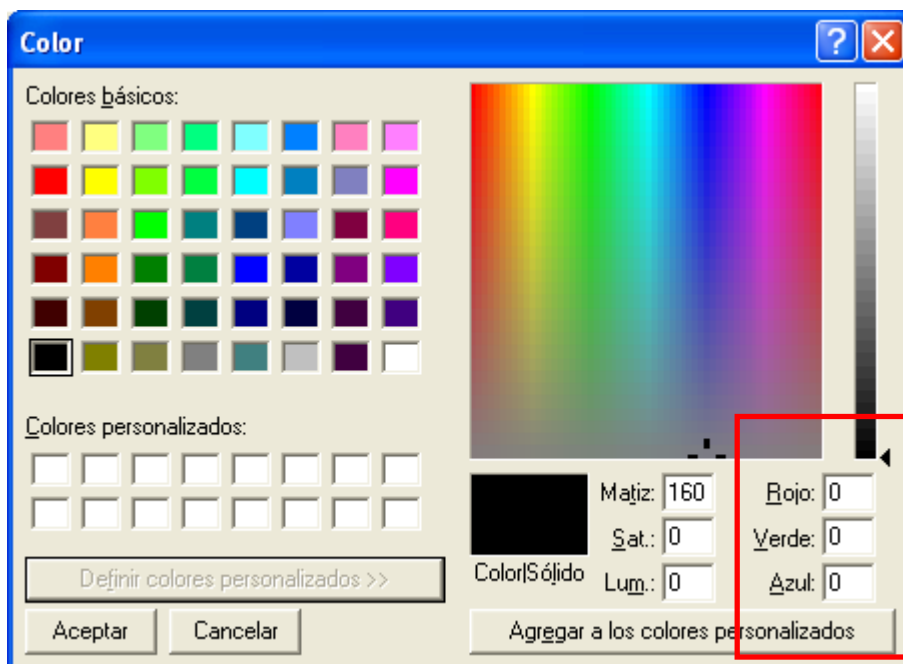 Color
Colores básicos:
Colores personalizados:
Definir colores personalizados >>
Aceptar Cancelar
Matiz: 160 Rojo: 0
Sat.: 0 Verde: 0
Color|Sólido Lum.: 0 Azul: 0
Agregar a los colores personalizados